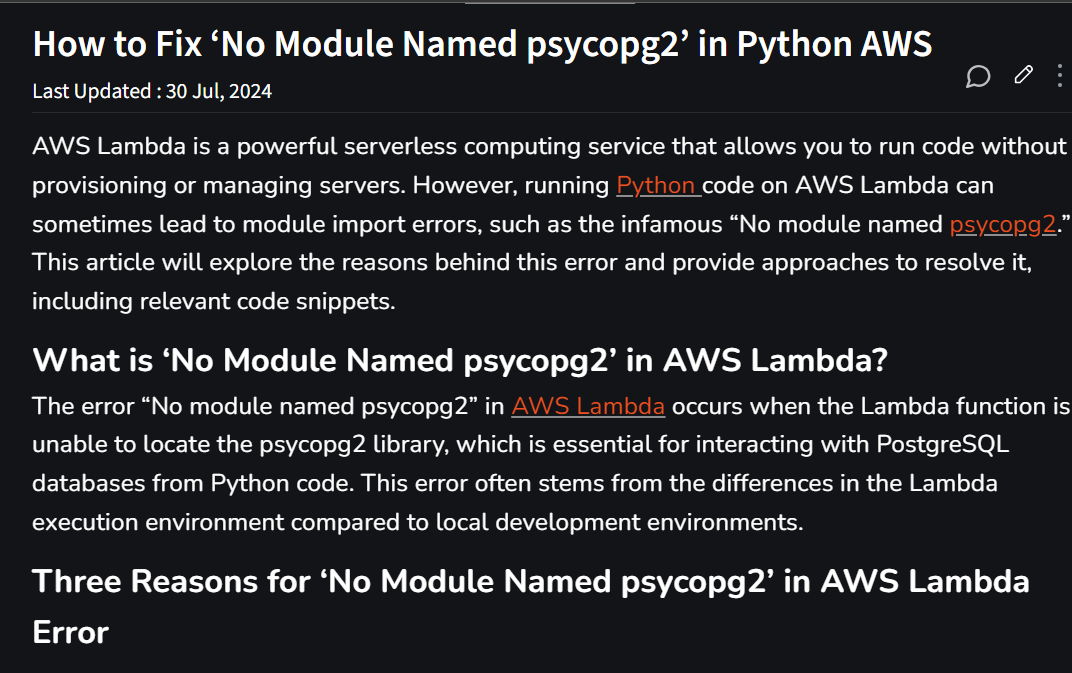 How to Fix ‘No Module Named psycopg2’ in Python AWS
Last Updated : 30 Jul, 2024
AWS Lambda is a powerful serverless computing service that allows you to run code without
provisioning or managing servers. However, running Python code on AWS Lambda can
sometimes lead to module import errors, such as the infamous “No module named psycopg2.”
This article will explore the reasons behind this error and provide approaches to resolve it,
including relevant code snippets.
What is ‘No Module Named psycopg2’ in AWS Lambda?
The error “No module named psycopg2” in AWS Lambda occurs when the Lambda function is
unable to locate the psycopg2 library, which is essential for interacting with PostgreSQL
databases from Python code. This error often stems from the differences in the Lambda
execution environment compared to local development environments.
Three Reasons for ‘No Module Named psycopg2’ in AWS Lambda
Error